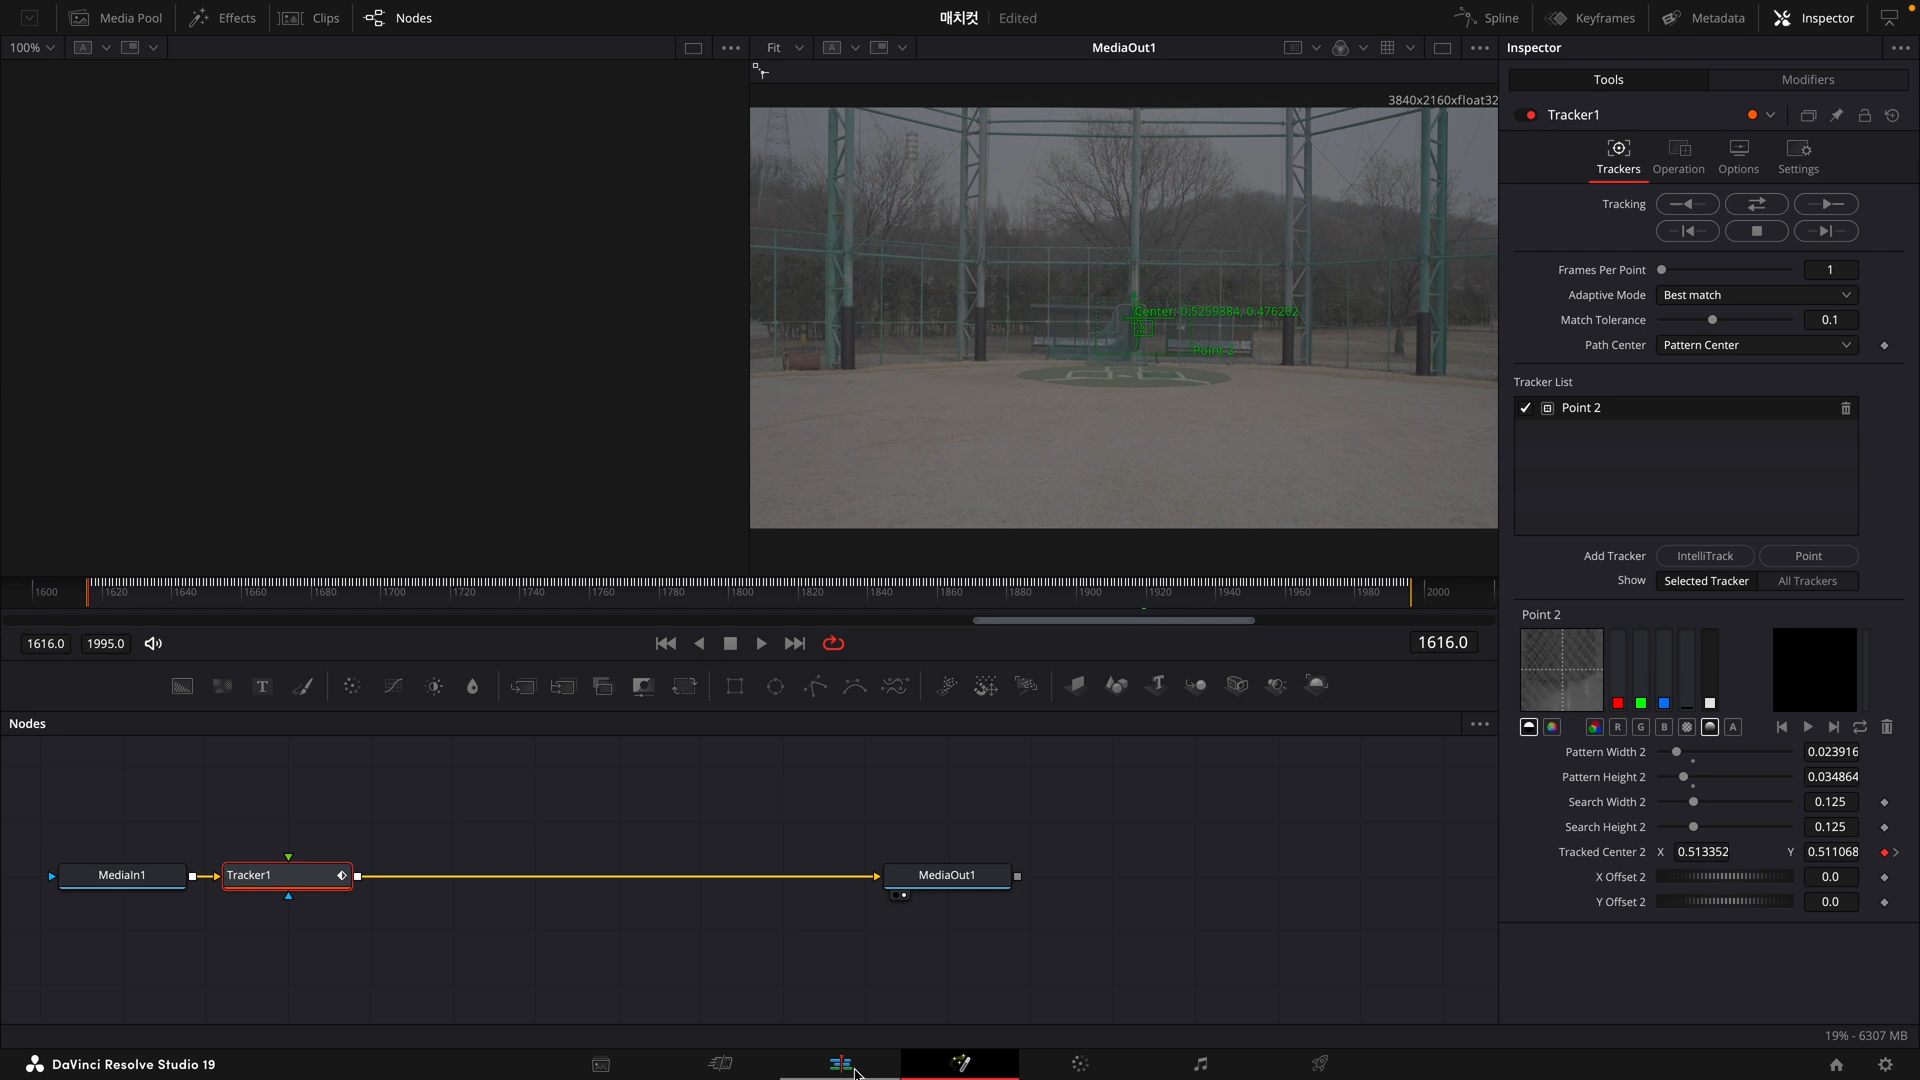 Media Pool Effects Clips Nodes 매치컷 Edited Spline Keyframes Metadata Inspector
100% A Fit A MediaOut1 Inspector
Tools Modifiers
3840x2160xfloat32
Tracker1
Trackers Operation Options Settings
Tracking
Frames Per Point 1
Adaptive Mode Best match
Match Tolerance 0.1
Path Center Pattern Center
Center: 0.5259384, 0.476202
Point 2
Tracker List
Point 2
Add Tracker IntelliTrack Point
Show Selected Tracker All Trackers
1600 1620 1640 1660 1680 1700 1720 1740 1760 1780 1800 1820 1840 1860 1880 1900 1920 1940 1960 1980 2000
1616.0 1995.0 1616.0
Point 2
R G B A
Pattern Width 2 0.023916
Pattern Height 2 0.034864
Search Width 2 0.125
Search Height 2 0.125
Tracked Center 2 X 0.513352 Y 0.511068
X Offset 2 0.0
Y Offset 2 0.0
T T
Nodes
MediaIn1 Tracker1 MediaOut1
19% - 6307 MB
DaVinci Resolve Studio 19